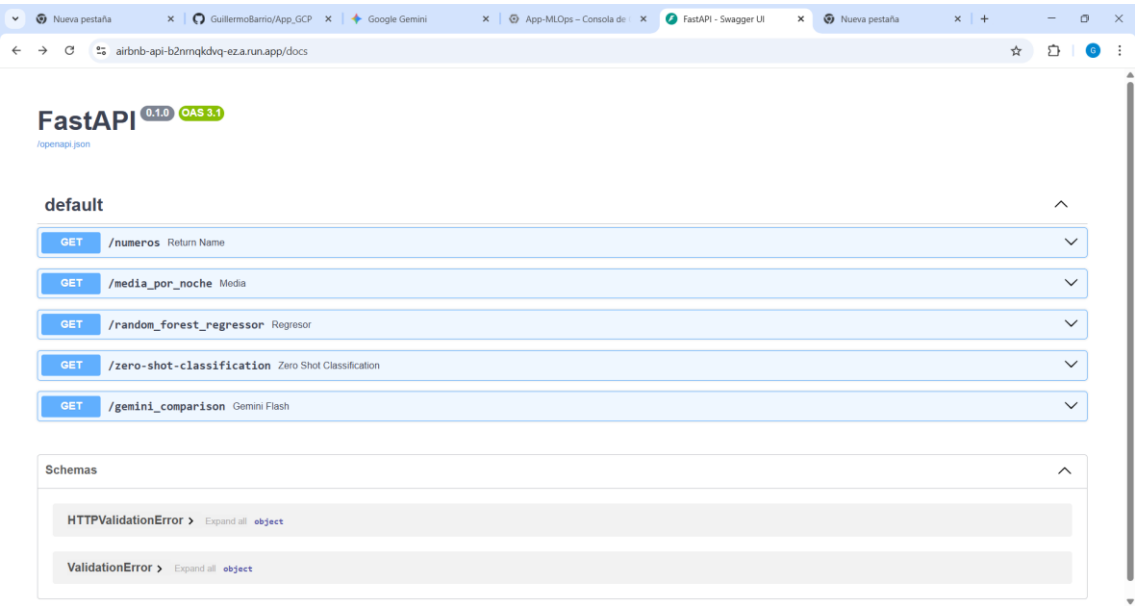 Nueva pestaña
GuillermoBarrio/App_GCP
Google Gemini
App-MLOps – Consola de
FastAPI - Swagger UI
Nueva pestaña
airbnb-api-b2nmqkdvq-ez.a.run.app/docs
G
FastAPI 0.1.0 OAS 3.1
/openapi.json
default
GET /numeros Return Name
GET /media_por_noche Media
GET /random_forest_regressor Regresor
GET /zero-shot-classification Zero Shot Classification
GET /gemini_comparison Gemini Flash
Schemas
HTTPValidationError Expand all object
ValidationError Expand all object